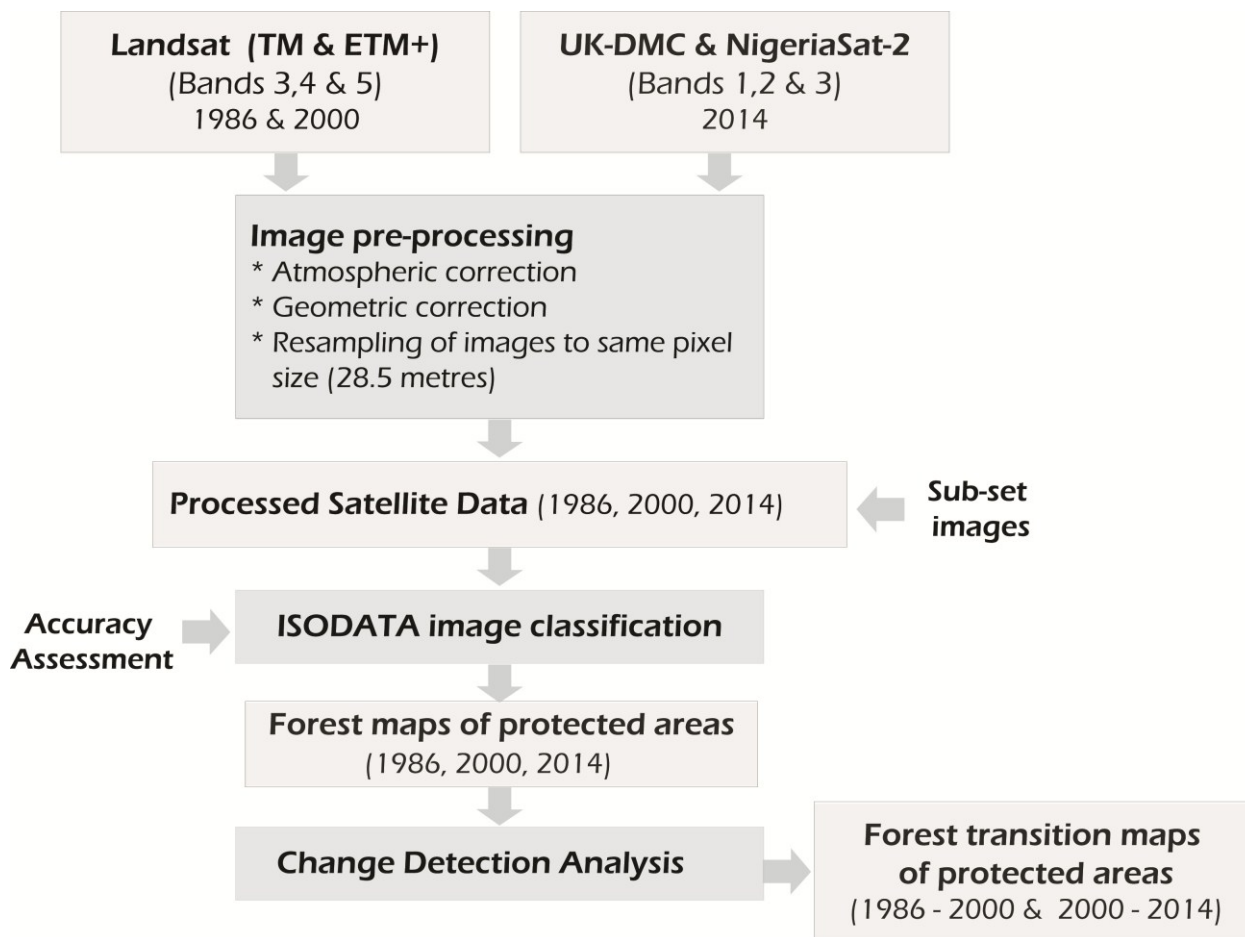 Landsat (TM & ETM+)
(Bands 3,4 & 5)
1986 & 2000
UK-DMC & NigeriaSat-2
(Bands 1,2 & 3)
2014
Image pre-processing
* Atmospheric correction
* Geometric correction
* Resampling of images to same pixel
size (28.5 metres)
Processed Satellite Data (1986, 2000, 2014)
Sub-set
images
Accuracy
Assessment
ISODATA image classification
Forest maps of protected areas
(1986, 2000, 2014)
Change Detection Analysis
Forest transition maps
of protected areas
(1986 - 2000 & 2000 - 2014)